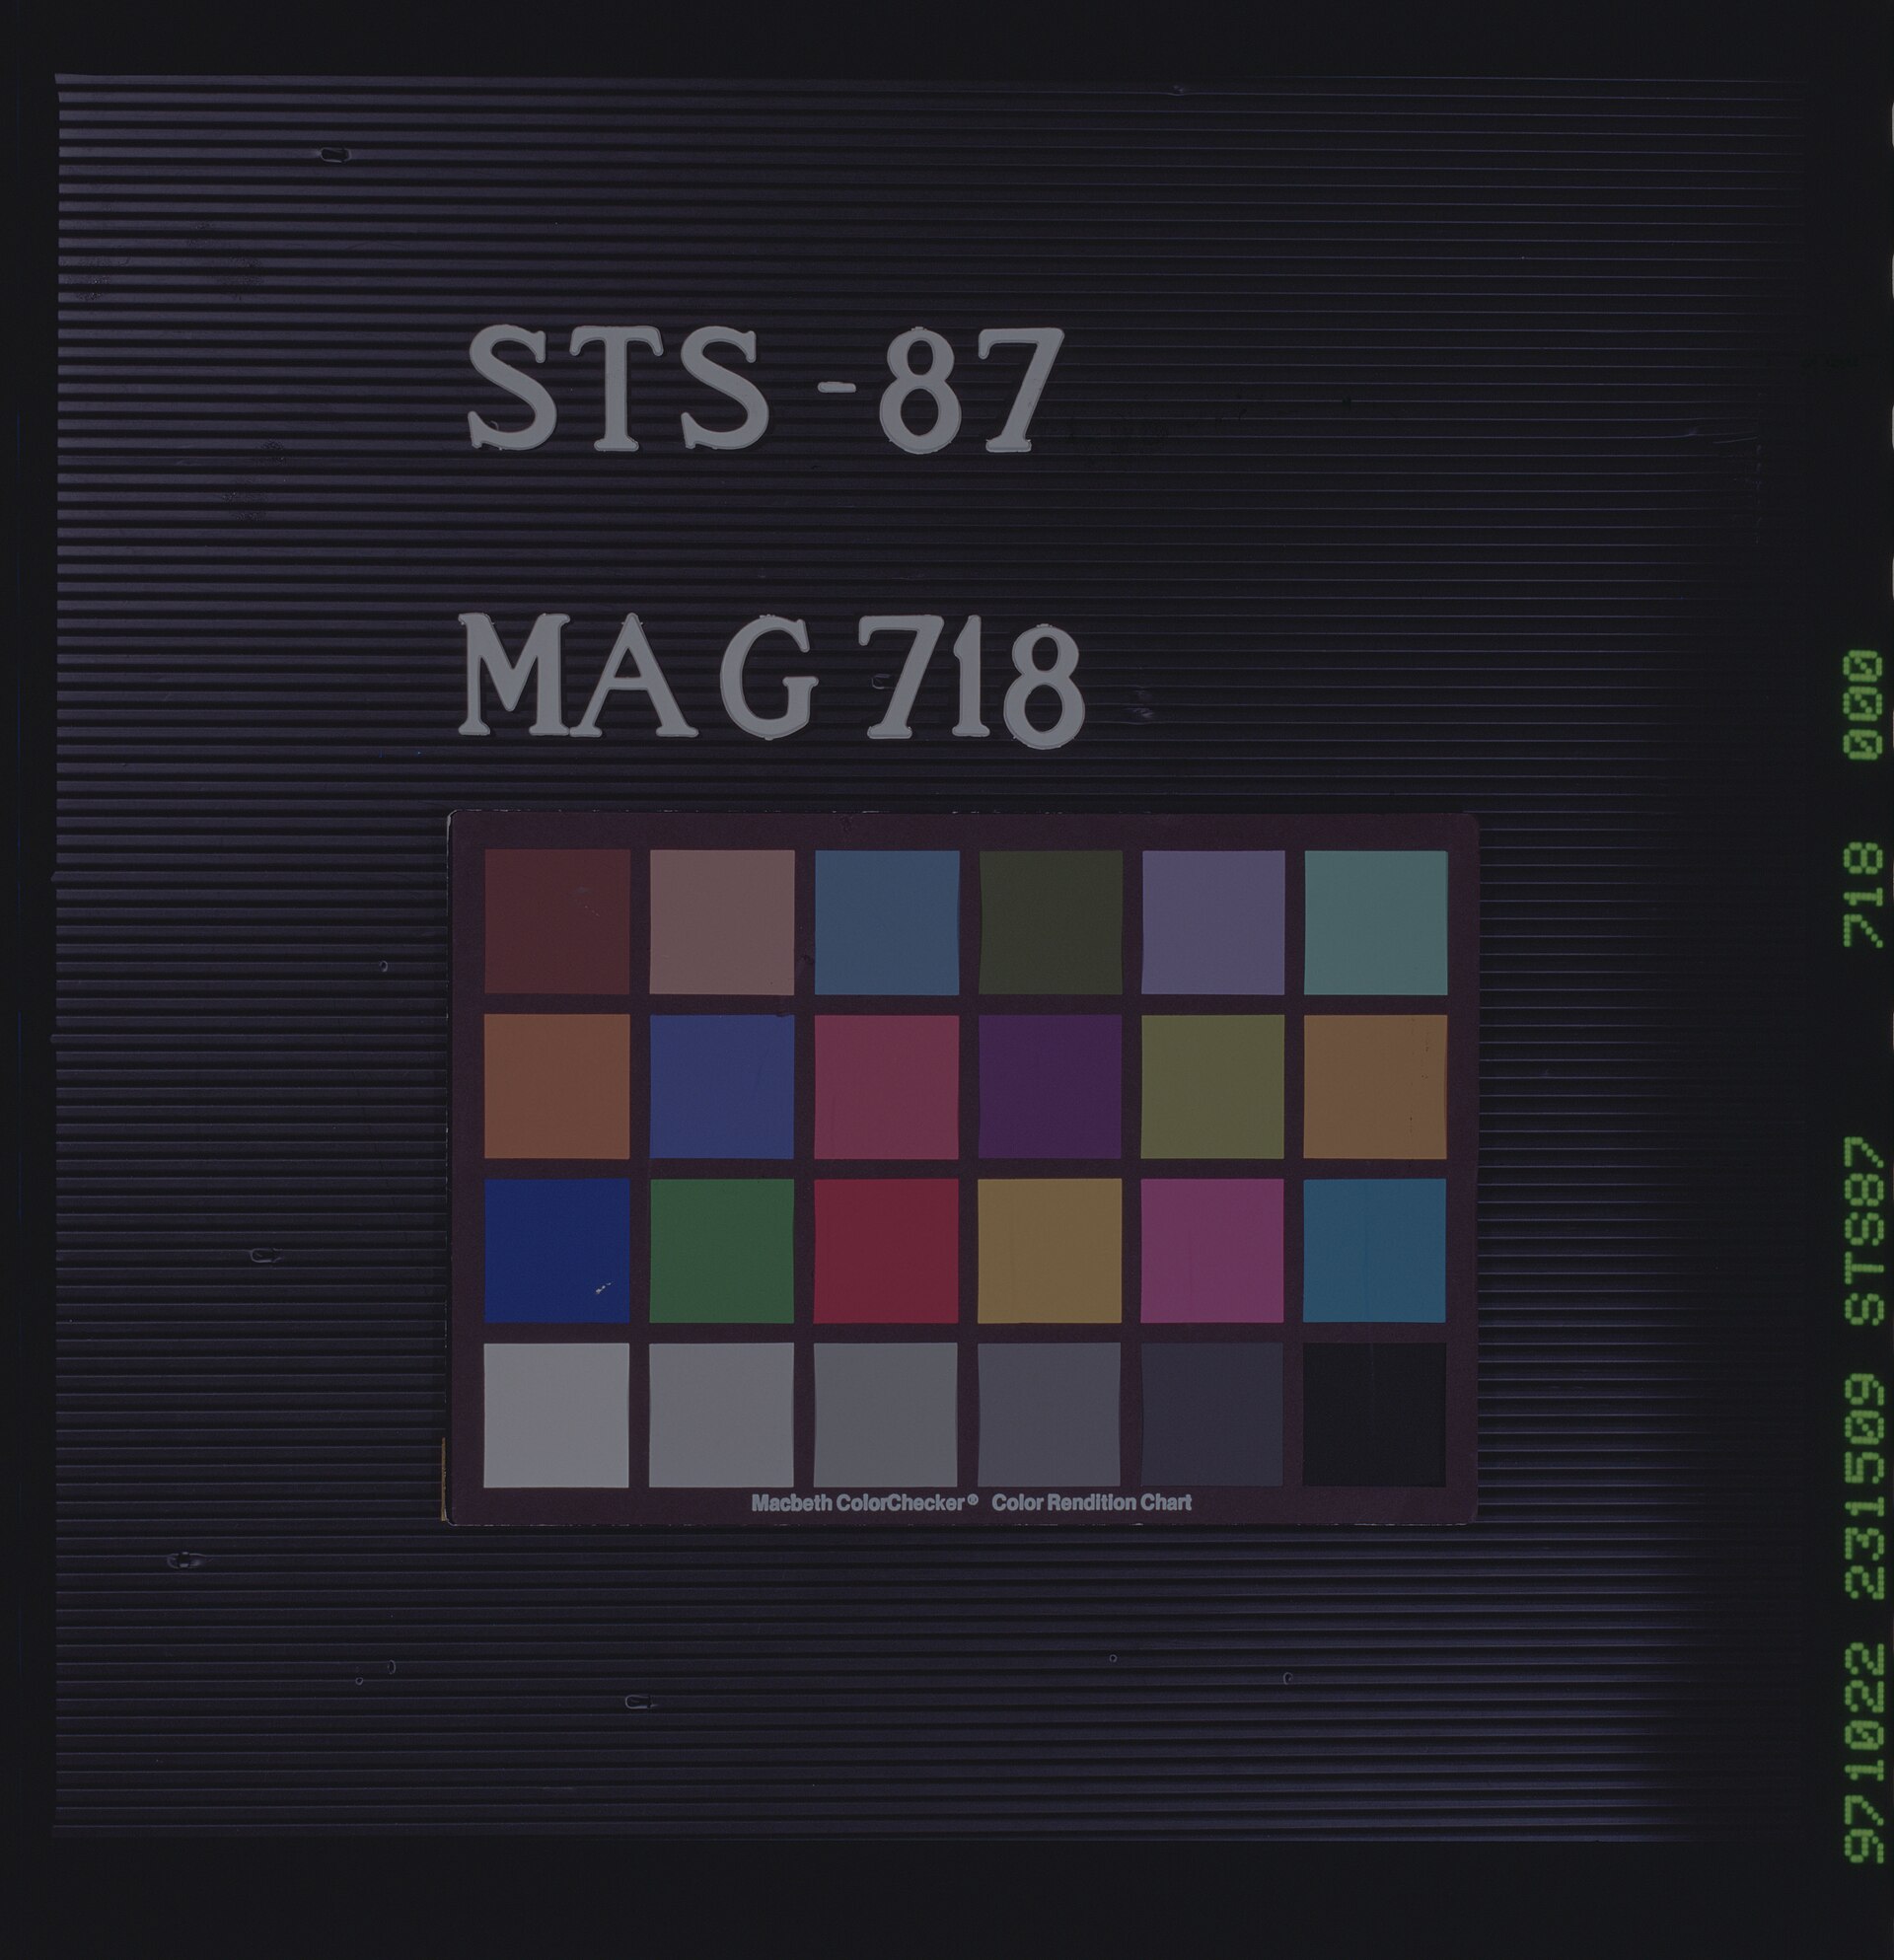 STS-87
MAG 718
Macbeth ColorChecker® Color Rendition Chart
971022 231509 STS87 718 000